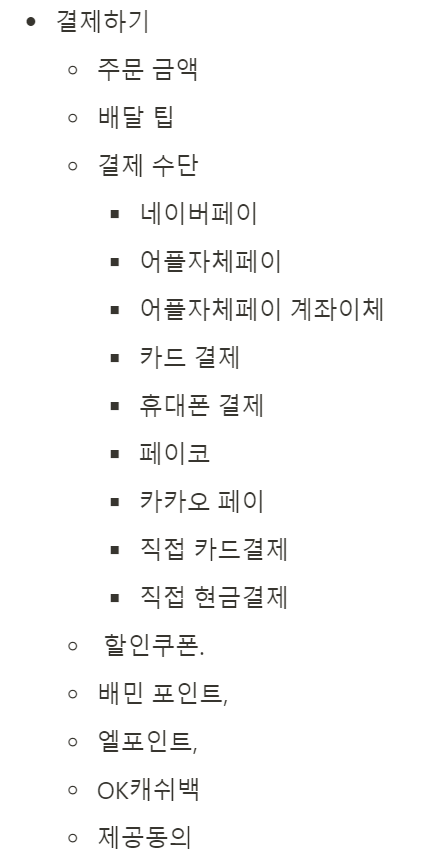 결제하기
주문 금액
배달 팁
결제 수단
네이버페이
어플자체페이
어플자체페이 계좌이체
카드 결제
휴대폰 결제
페이코
카카오 페이
직접 카드결제
직접 현금결제
할인쿠폰.
배민 포인트,
엘포인트,
OK캐쉬백
제공동의